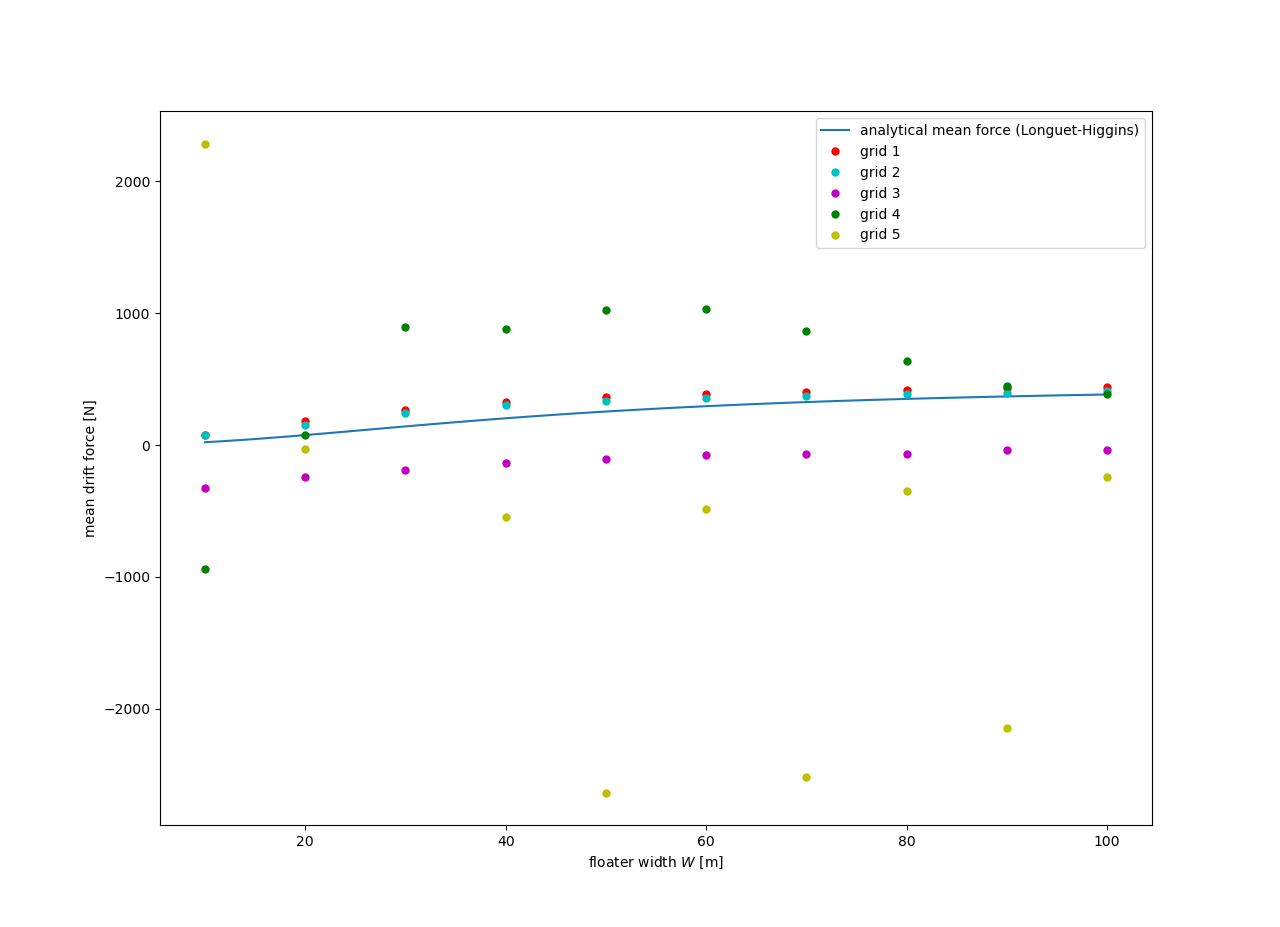 analytical mean force (Longuet-Higgins)
grid 1
grid 2
grid 3
grid 4
grid 5
2000
1000
0
−1000
−2000
mean drift force [N]
20 40 60 80 100
floater width W [m]